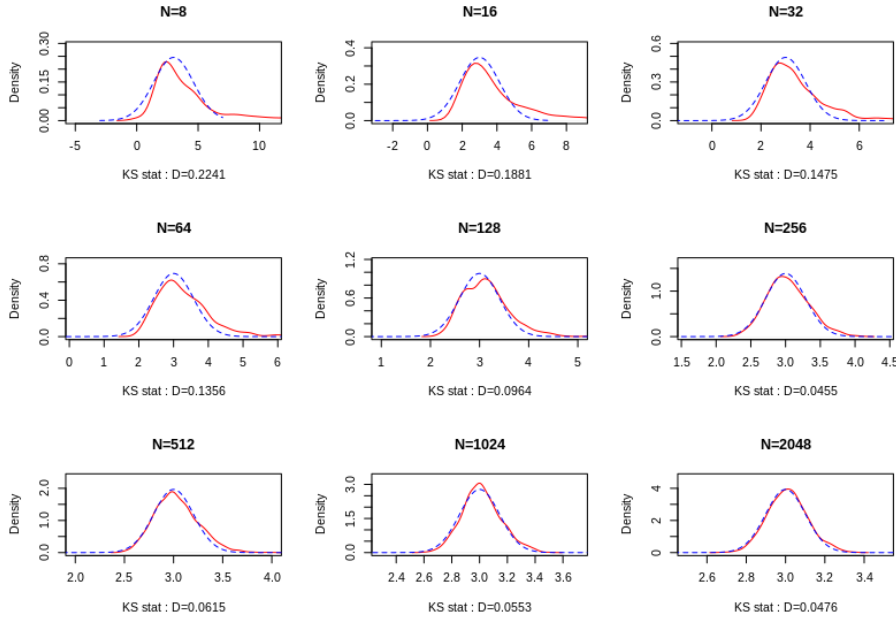 N=8
N=16
N=32
Density
0.00 0.15 0.30
-5 0 5 10
KS stat : D=0.2241
Density
0.0 0.2 0.4
-2 0 2 4 6 8
KS stat : D=0.1881
Density
0.0 0.3 0.6
0 2 4 6
KS stat : D=0.1475
N=64
N=128
N=256
Density
0.0 0.4 0.8
0 1 2 3 4 5 6
KS stat : D=0.1356
Density
0.0 0.6 1.2
1 2 3 4 5
KS stat : D=0.0964
Density
0.0 1.0
1.5 2.0 2.5 3.0 3.5 4.0 4.5
KS stat : D=0.0455
N=512
N=1024
N=2048
Density
0.0 1.0 2.0
2.0 2.5 3.0 3.5 4.0
KS stat : D=0.0615
Density
0.0 1.5 3.0
2.4 2.6 2.8 3.0 3.2 3.4 3.6
KS stat : D=0.0553
Density
0 2 4
2.6 2.8 3.0 3.2 3.4
KS stat : D=0.0476